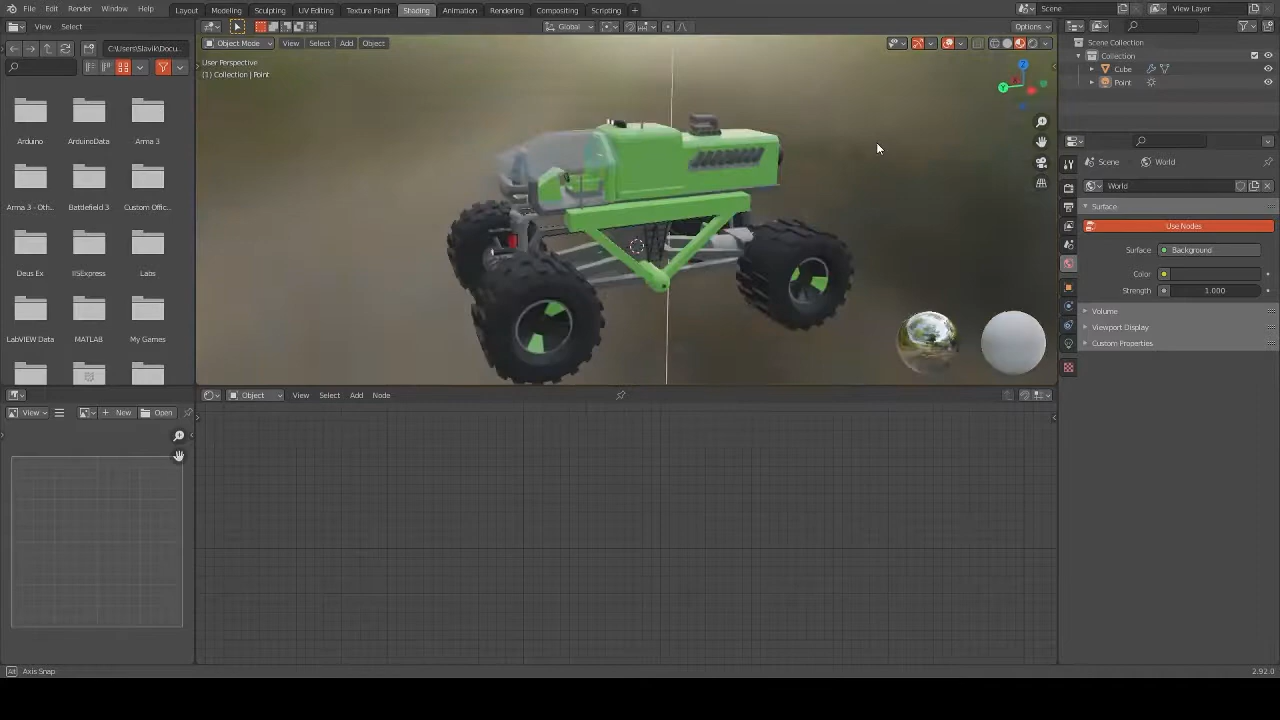 File Edit Render Window Help Layout Modeling Sculpting UV Editing Texture Paint Shading Animation Rendering Compositing Scripting + Scene View Layer
View Select Global Options
C:\Users\Slavik\Docu... Object Mode View Select Add Object
Scene Collection
Collection
Cube
Point
User Perspective
(1) Collection | Point
Z
Y
Arduino ArduinoData Arma 3
Arma 3 - Oth... Battlefield 3 Custom Offic...
Deus Ex IISExpress Labs
LabVIEW Data MATLAB My Games
Scene World
World
Surface
Use Nodes
Surface Background
Color
Strength 1.000
Volume
Viewport Display
Custom Properties
Object View Select Add Node
View New Open
Alt Axis Snap
2.92.0